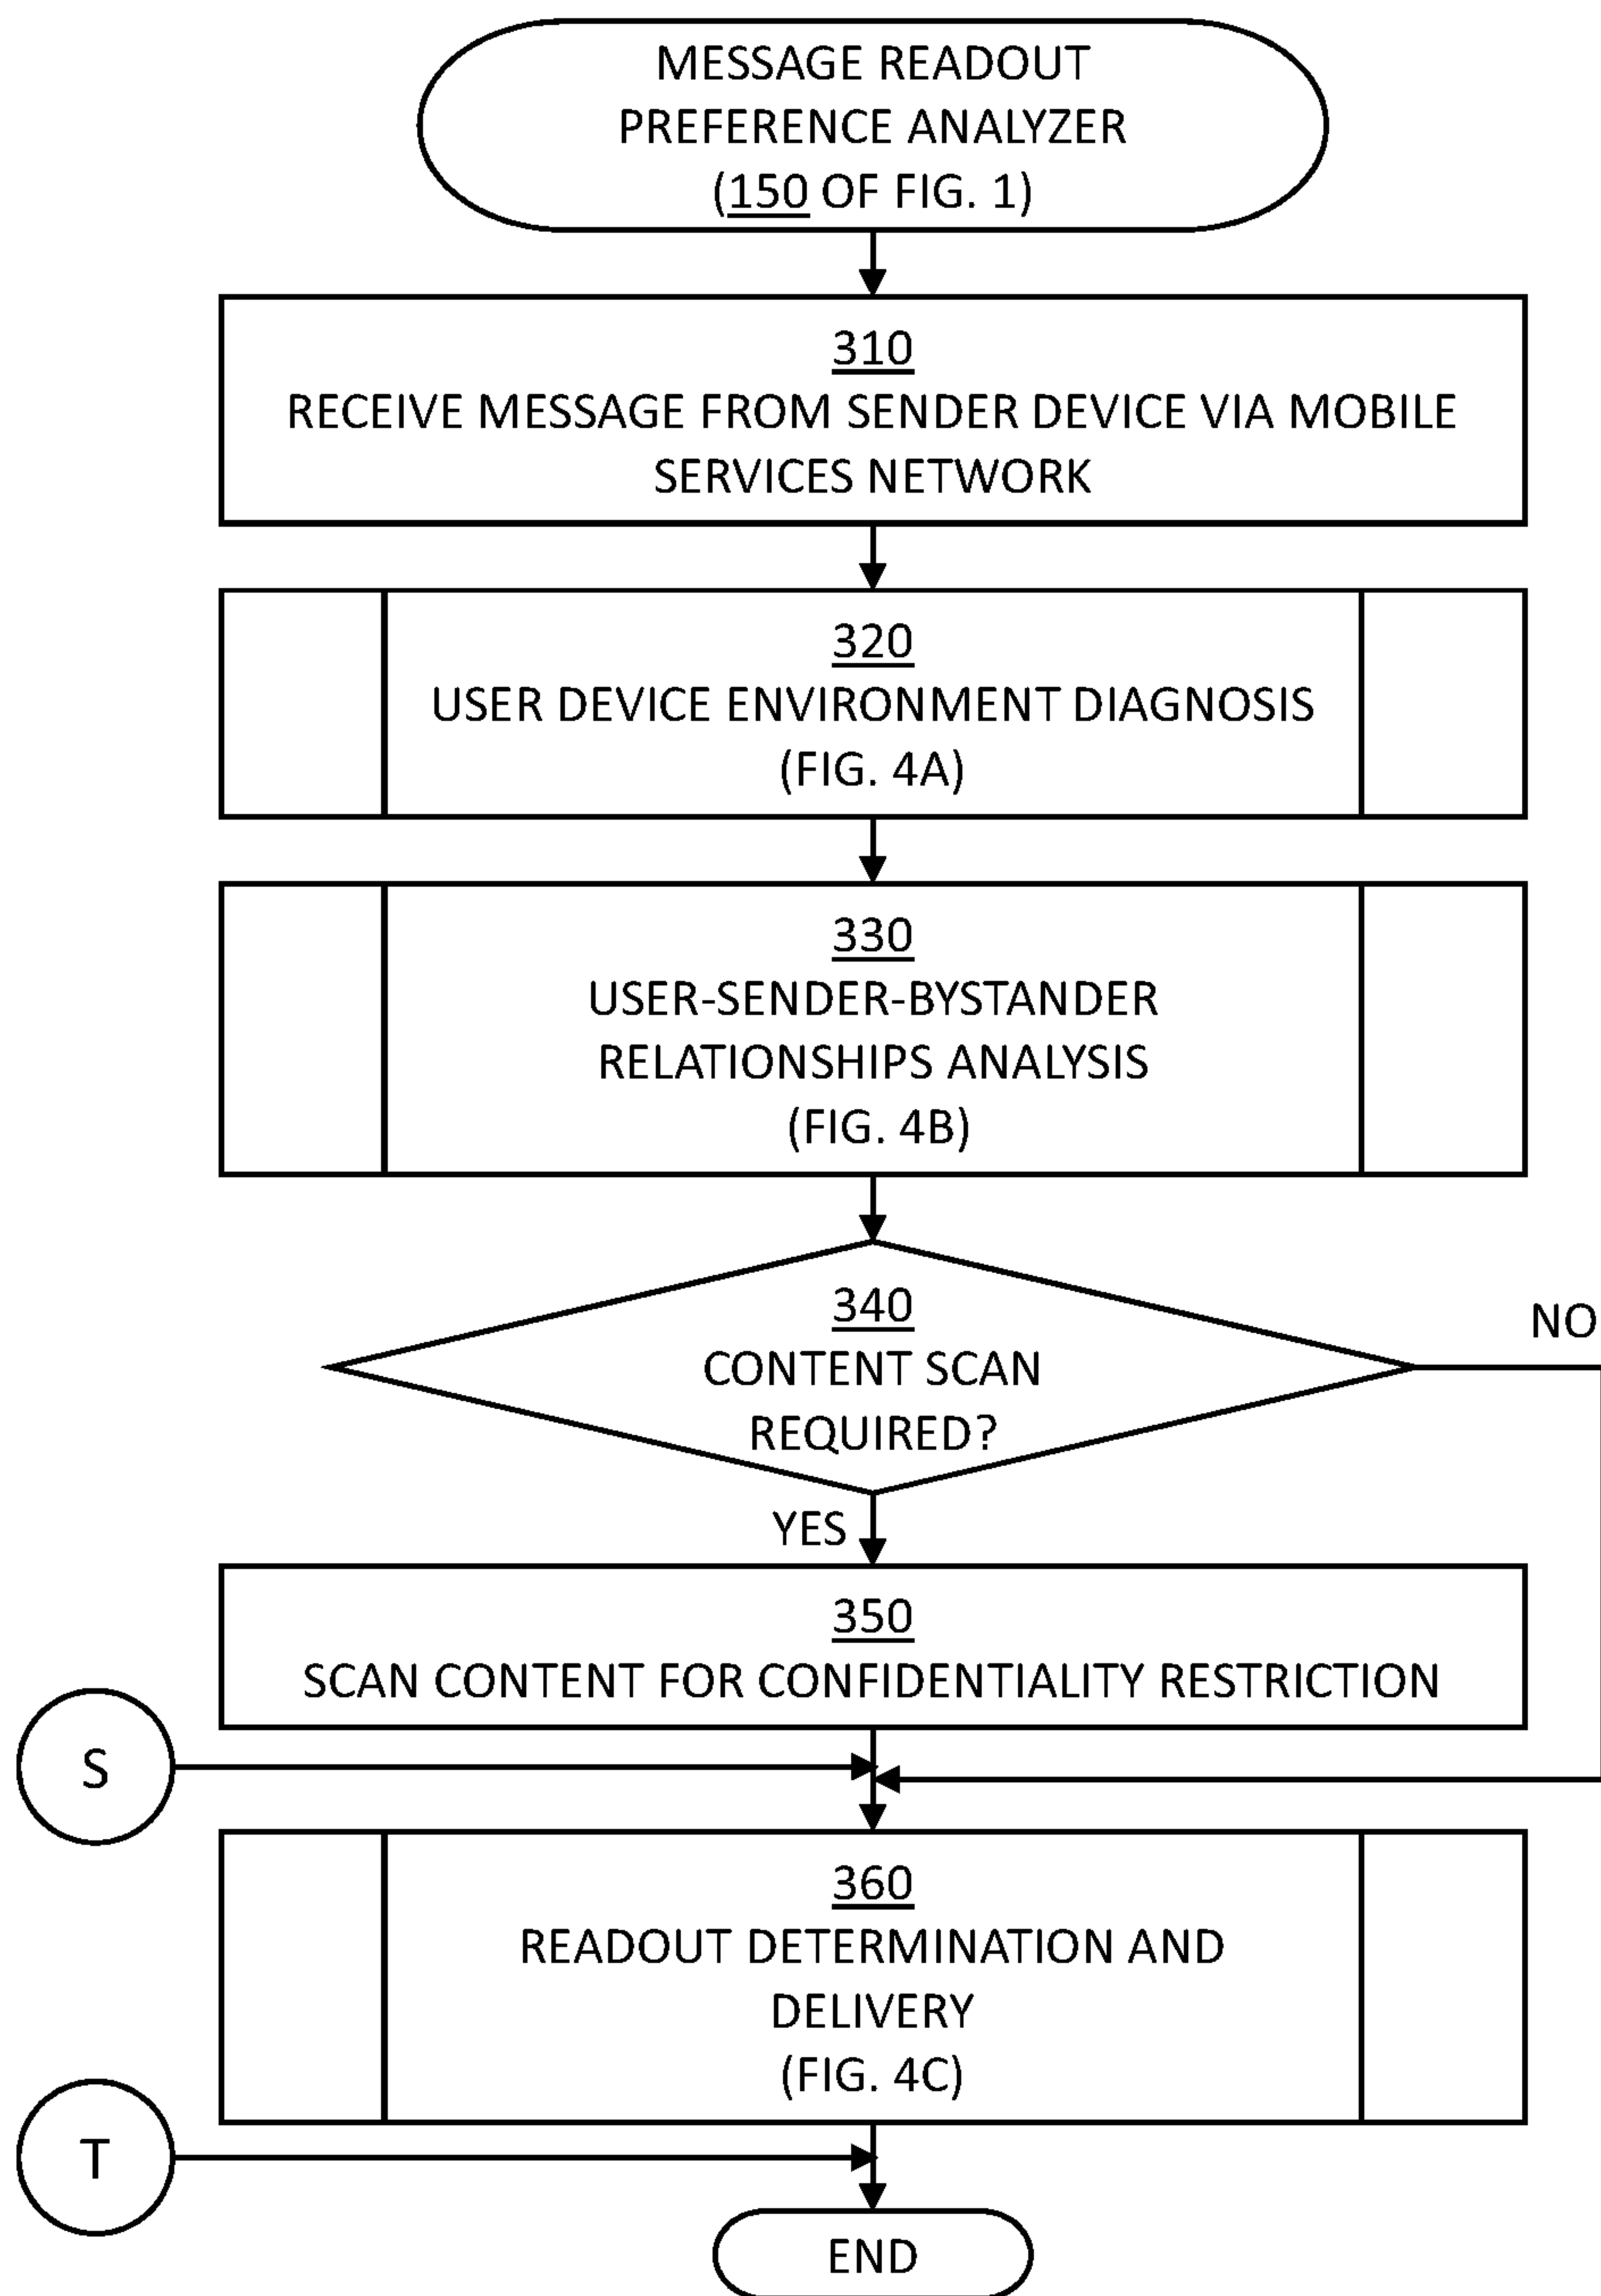 MESSAGE READOUT
PREFERENCE ANALYZER
(150 OF FIG. 1)
310
RECEIVE MESSAGE FROM SENDER DEVICE VIA MOBILE
SERVICES NETWORK
320
USER DEVICE ENVIRONMENT DIAGNOSIS
(FIG. 4A)
330
USER-SENDER-BYSTANDER
RELATIONSHIPS ANALYSIS
(FIG. 4B)
340
CONTENT SCAN
REQUIRED?
NO
YES
350
SCAN CONTENT FOR CONFIDENTIALITY RESTRICTION
S
360
READOUT DETERMINATION AND
DELIVERY
(FIG. 4C)
T
END